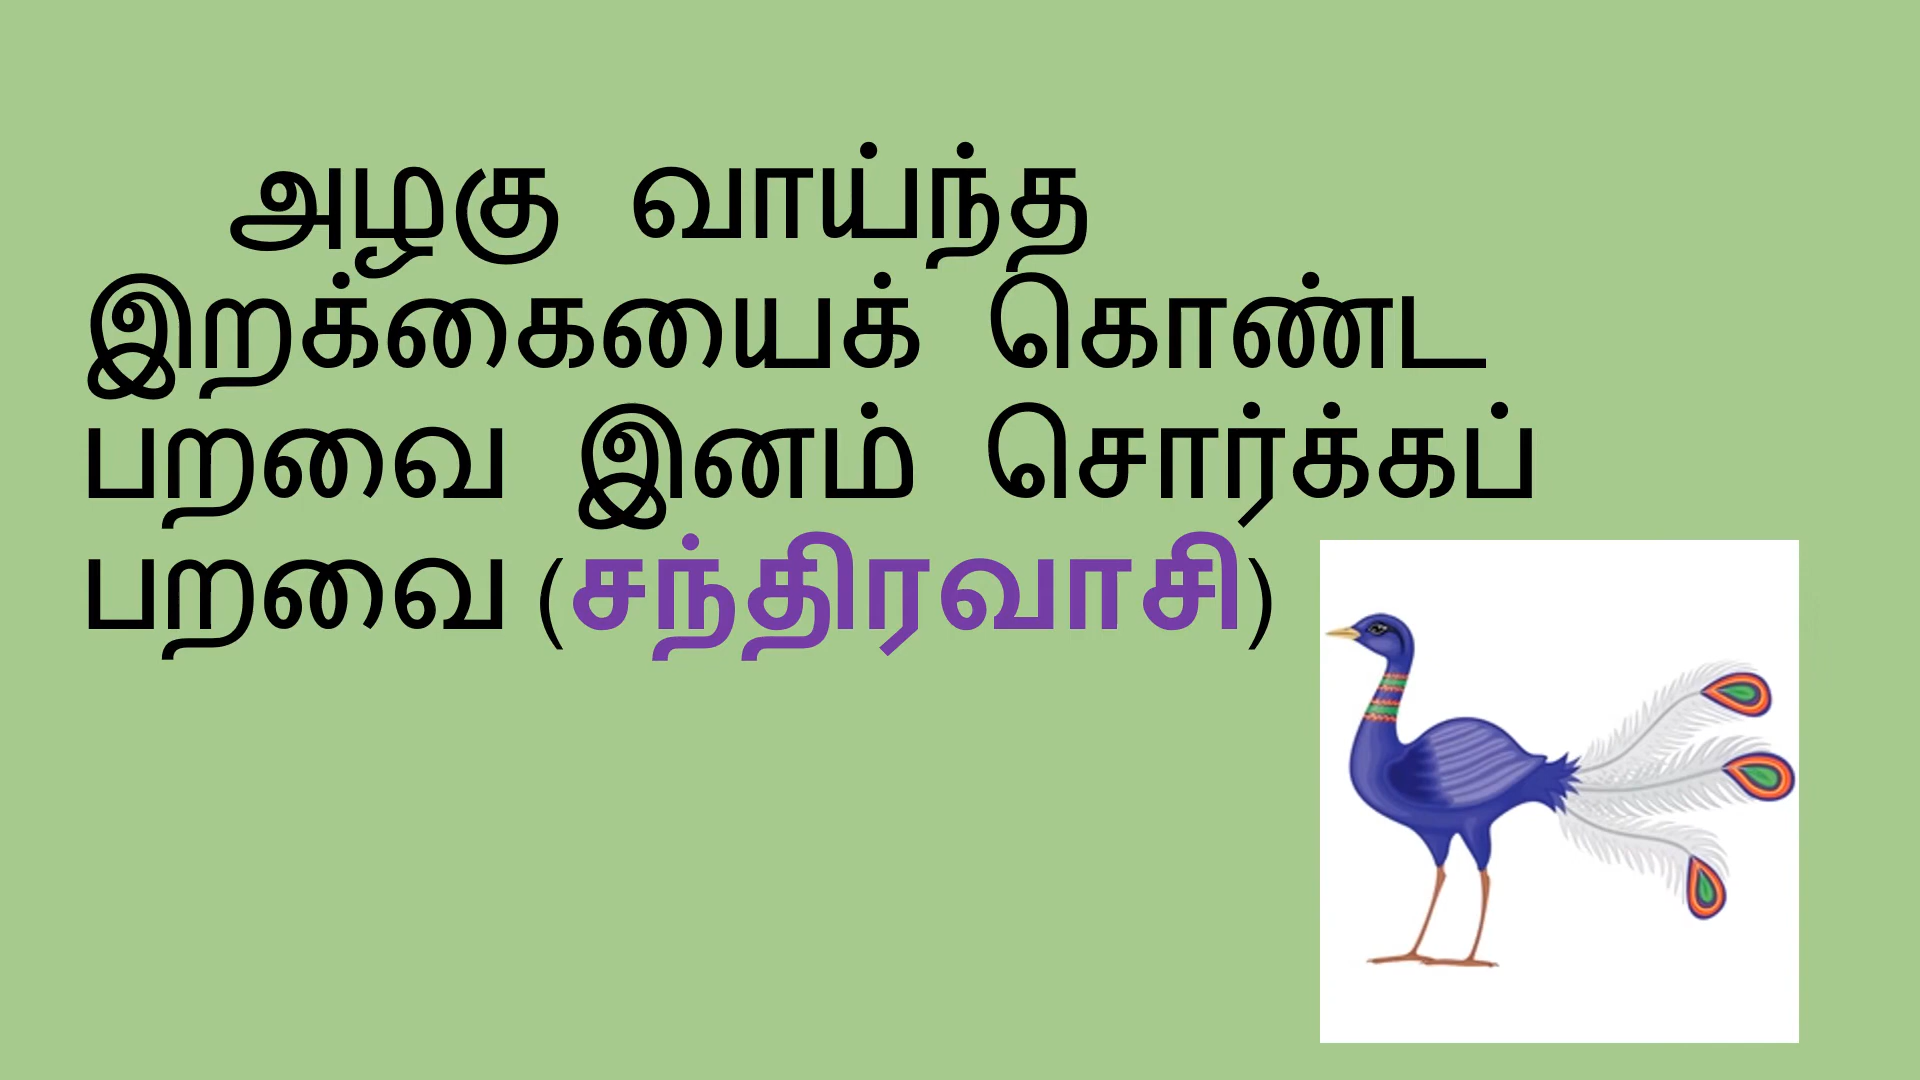 அழகு வாய்ந்த
இறக்கையைக் கொண்ட
பறவை இனம் சொர்க்கப்
பறவை (சந்திரவாசி)